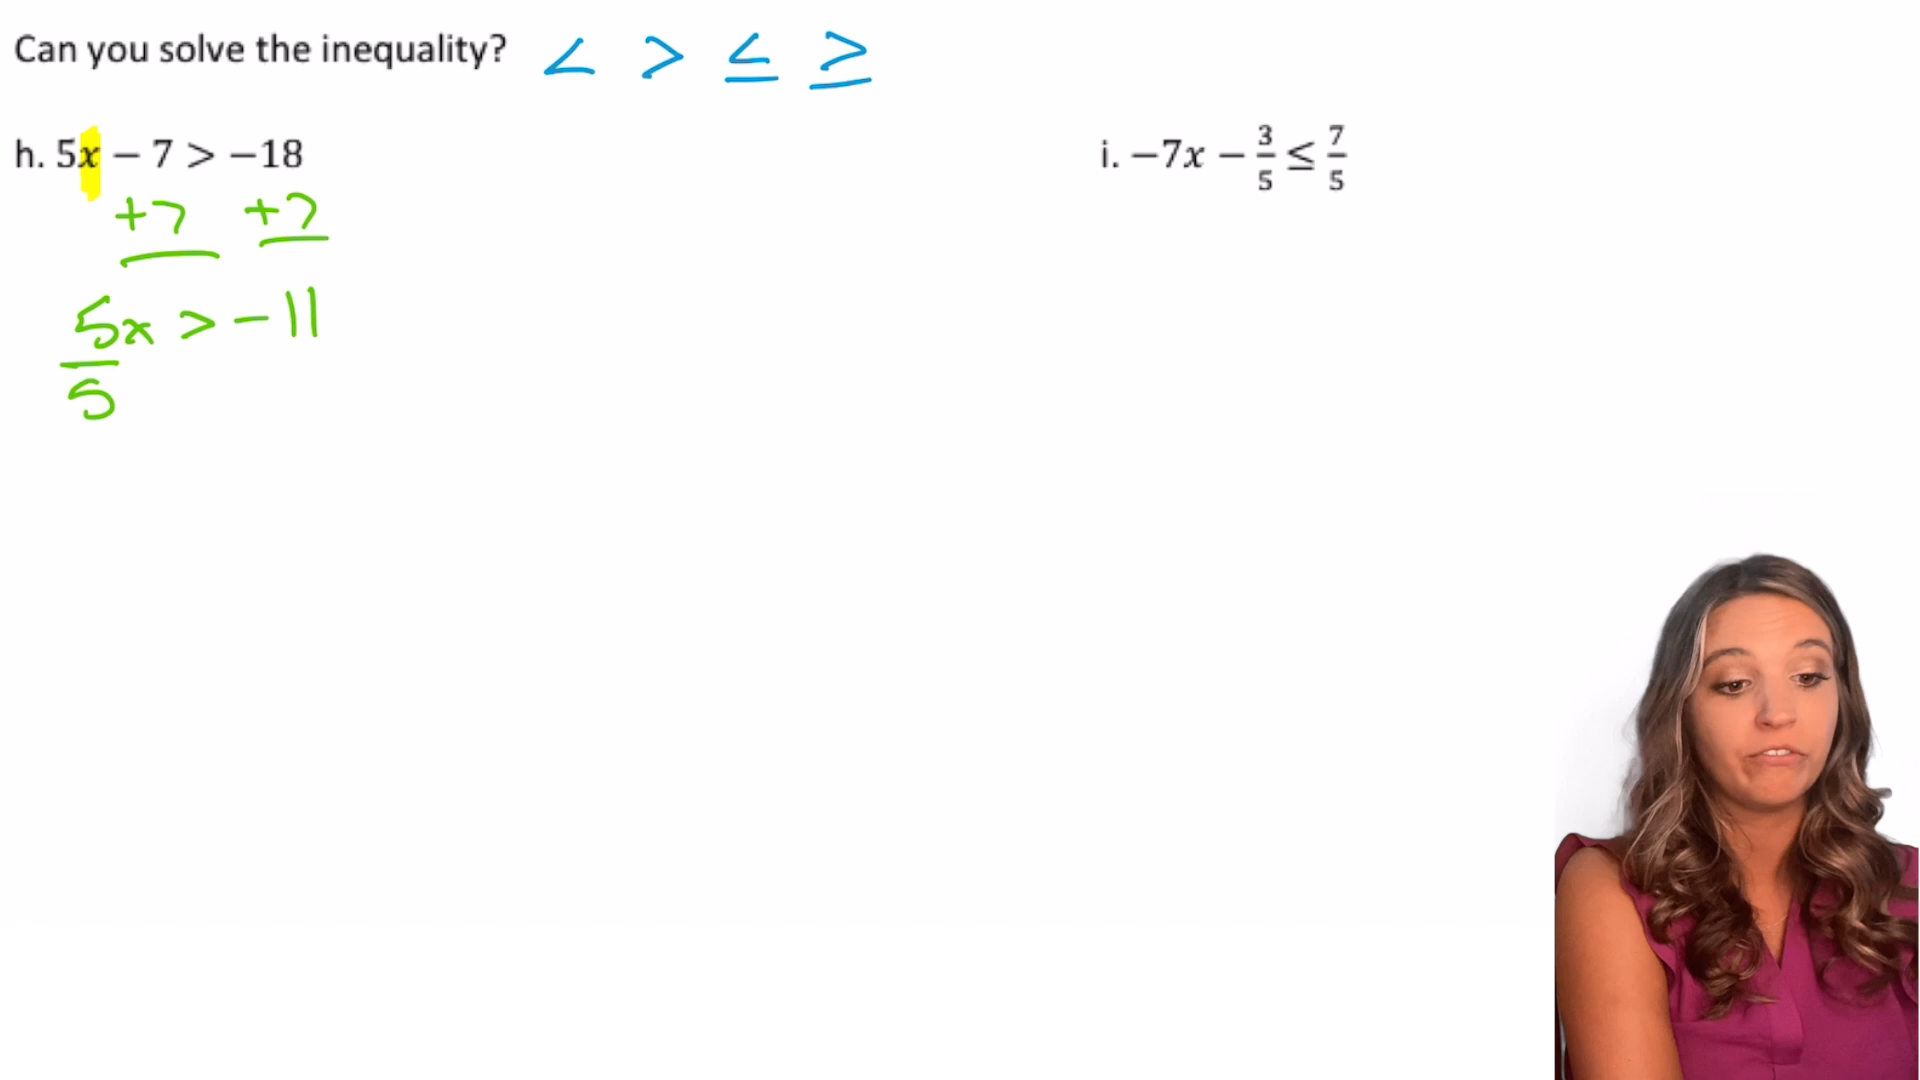 Can you solve the inequality? < > ≤ ≥
h. 5x − 7 > −18
+7 +7
5x > -11
5
i. −7x − 3/5 ≤ 7/5